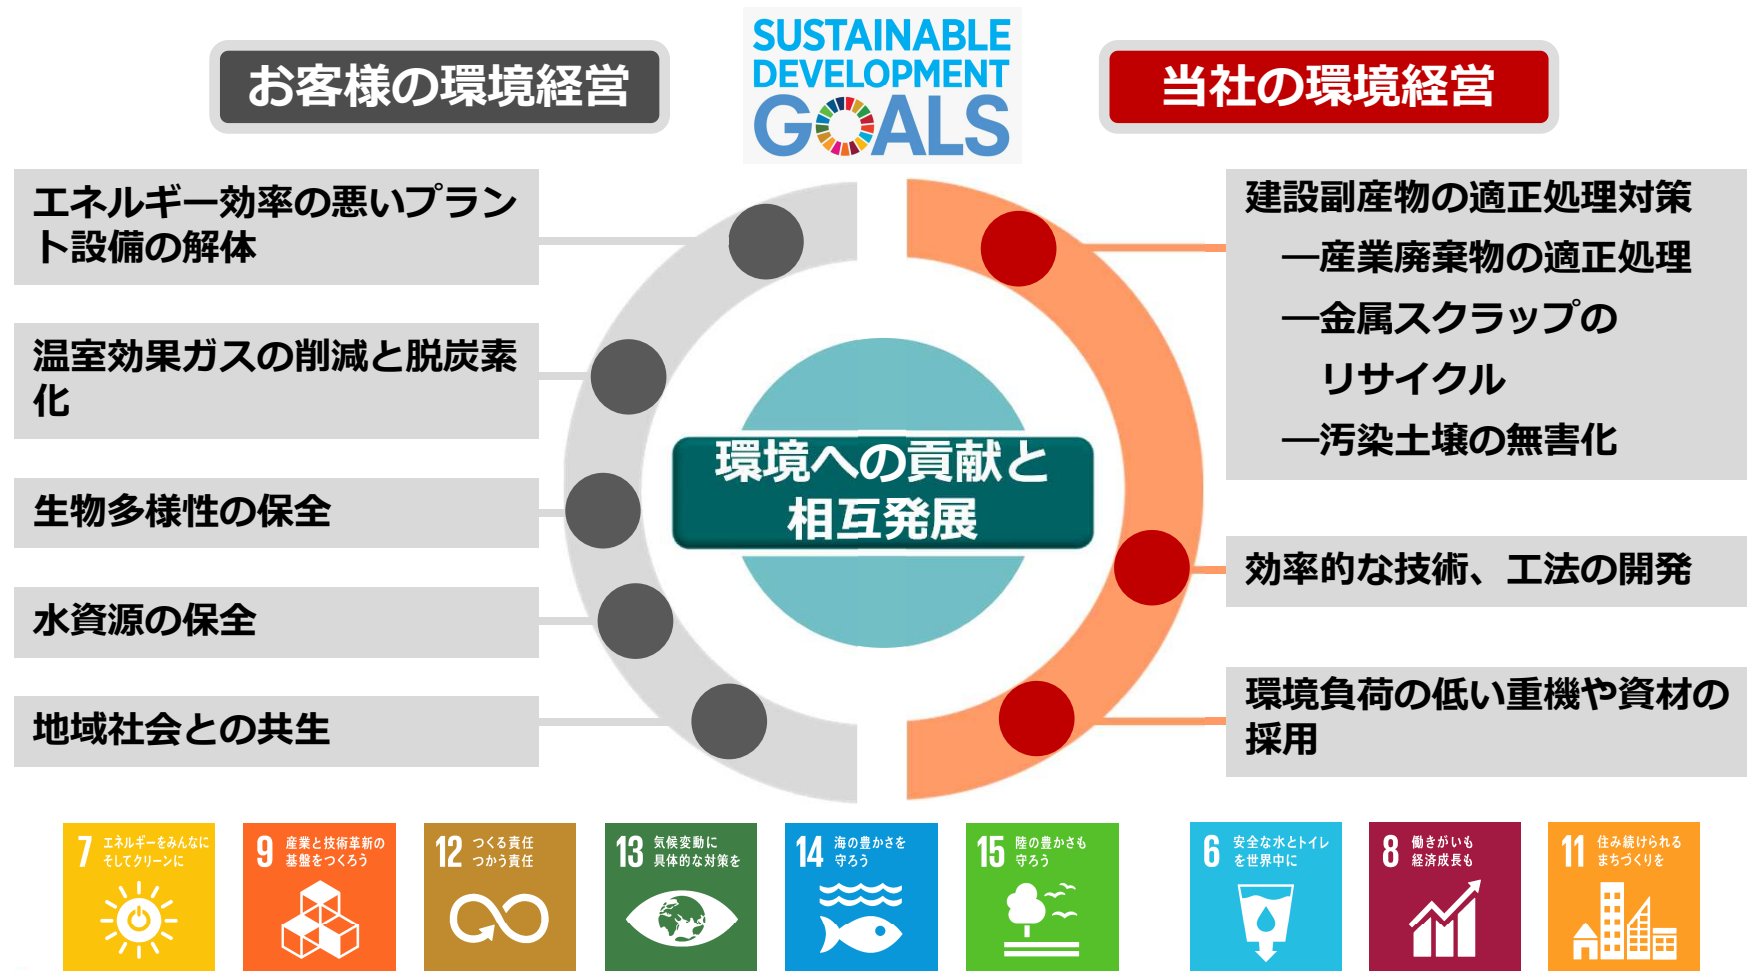 お客様の環境経営
SUSTAINABLE
DEVELOPMENT
GOALS
当社の環境経営
エネルギー効率の悪いプラン
ト設備の解体
温室効果ガスの削減と脱炭素
化
生物多様性の保全
水資源の保全
地域社会との共生
環境への貢献と
相互発展
建設副産物の適正処理対策
―産業廃棄物の適正処理
―金属スクラップの
リサイクル
―汚染土壌の無害化
効率的な技術、工法の開発
環境負荷の低い重機や資材の
採用
7 エネルギーをみんなに
そしてクリーンに
9 産業と技術革新の
基盤をつくろう
12 つくる責任
つかう責任
13 気候変動に
具体的な対策を
14 海の豊かさを
守ろう
15 陸の豊かさも
守ろう
6 安全な水とトイレ
を世界中に
8 働きがいも
経済成長も
11 住み続けられる
まちづくりを